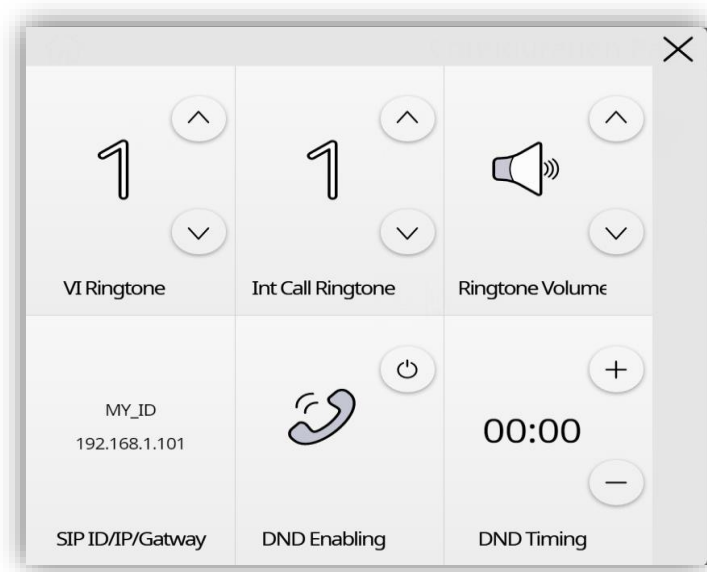 1
1
VI Ringtone
Int Call Ringtone
Ringtone Volume
MY_ID
192.168.1.101
00:00
SIP ID/IP/Gatway
DND Enabling
DND Timing